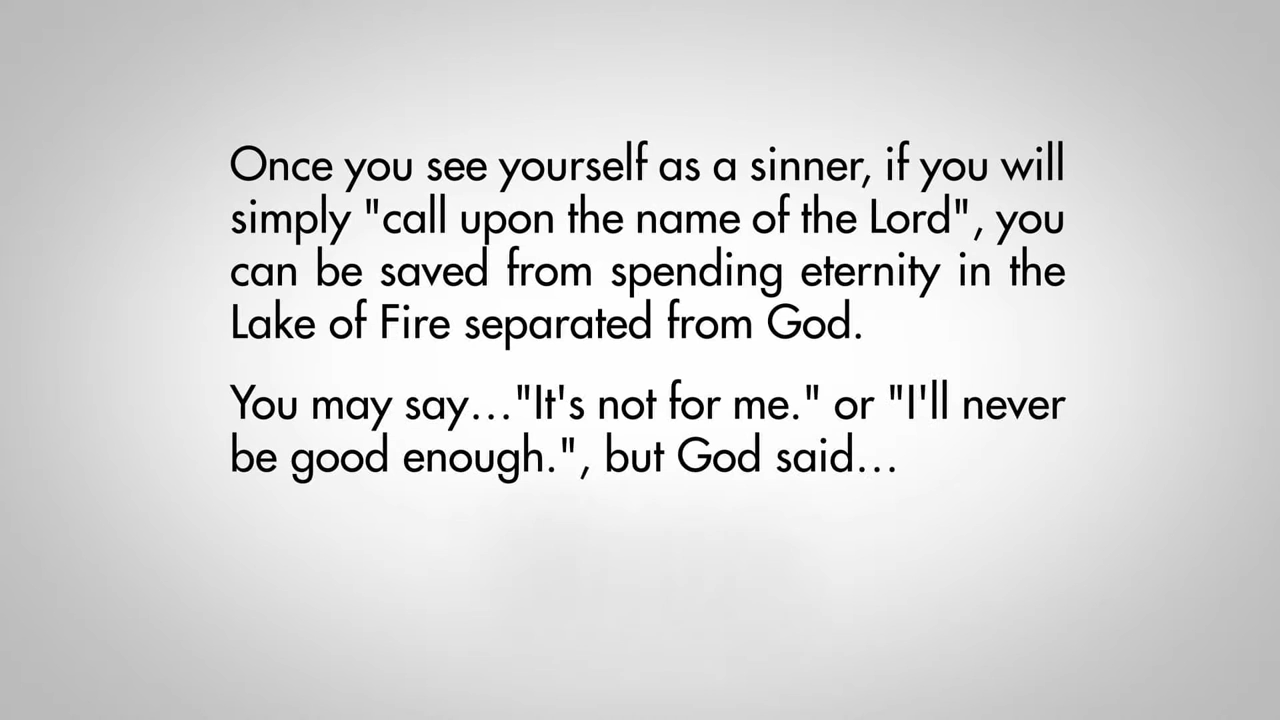 Once you see yourself as a sinner, if you will
simply "call upon the name of the Lord", you
can be saved from spending eternity in the
Lake of Fire separated from God.
You may say…"It's not for me." or "I'll never
be good enough.", but God said…